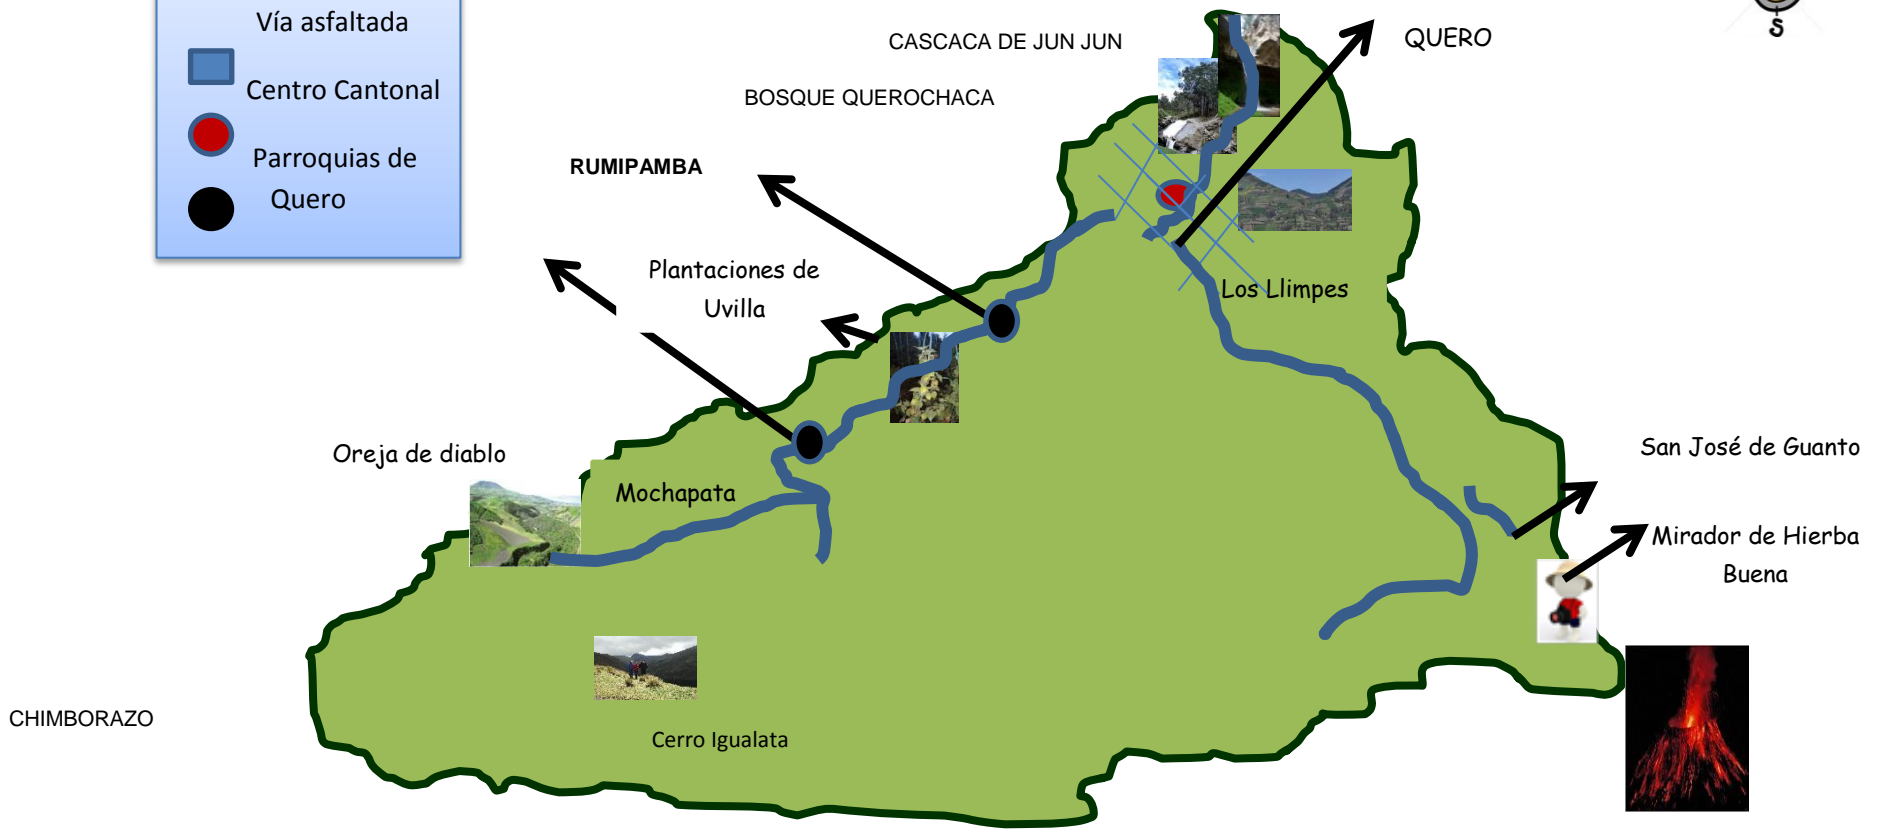 Vía asfaltada
Centro Cantonal
Parroquias de
Quero
S
CASCACA DE JUN JUN
QUERO
BOSQUE QUEROCHACA
RUMIPAMBA
Plantaciones de
Uvilla
Los Llimpes
Oreja de diablo
Mochapata
San José de Guanto
Mirador de Hierba
Buena
CHIMBORAZO
Cerro Igualata